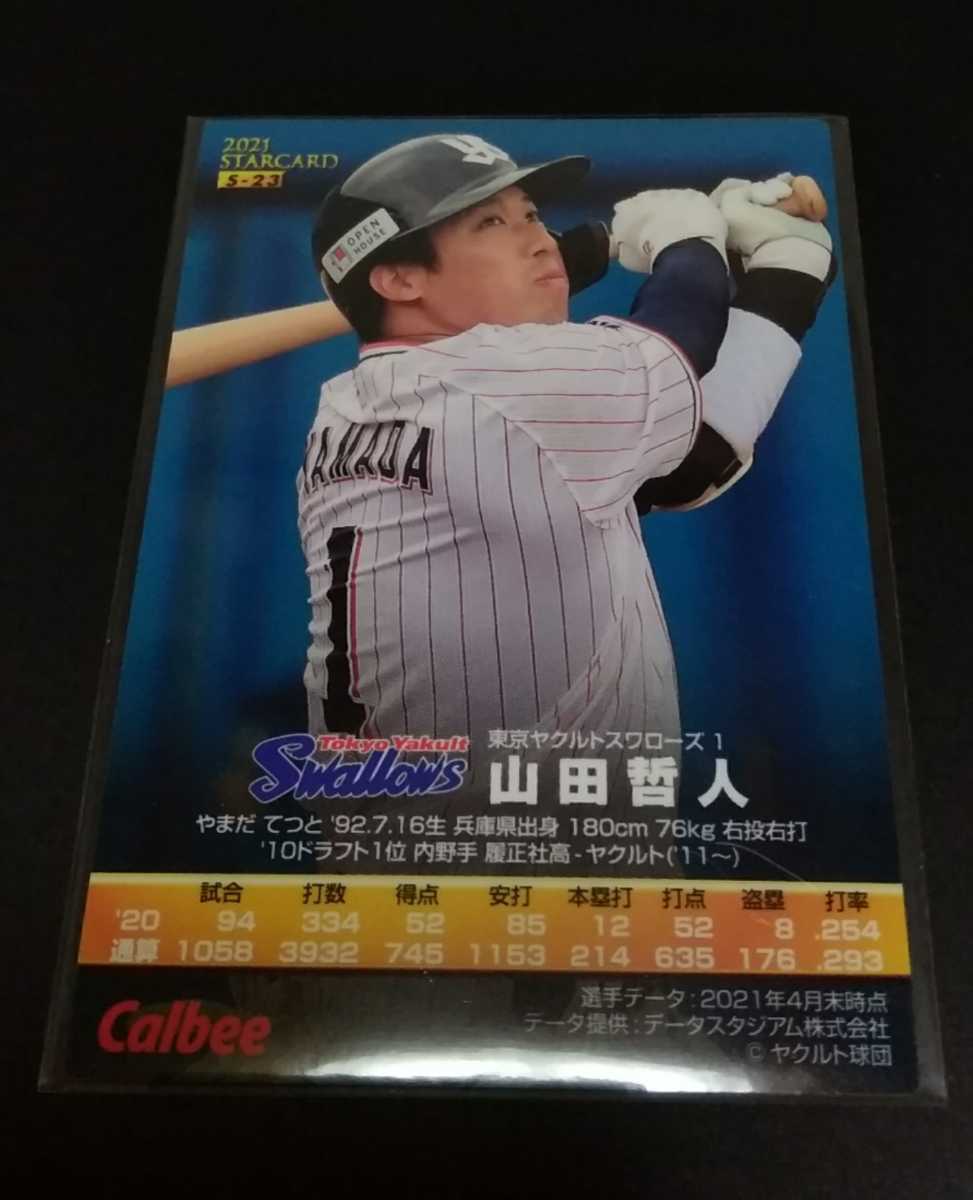 2021
STARCARD
S-23
OPEN
HOUSE
YAMADA
1
Tokyo Yakult
Swallows
東京ヤクルトスワローズ 1
山田哲人
やまだ てつと '92.7.16生 兵庫県出身 180cm 76kg 右投右打
'10ドラフト1位 内野手 履正社高-ヤクルト('11～)
試合 打数 得点 安打 本塁打 打点 盗塁 打率
'20 94 334 52 85 12 52 8 .254
通算 1058 3932 745 1153 214 635 176 .293
Calbee
選手データ:2021年4月末時点
データ提供:データスタジアム株式会社
© ヤクルト球団